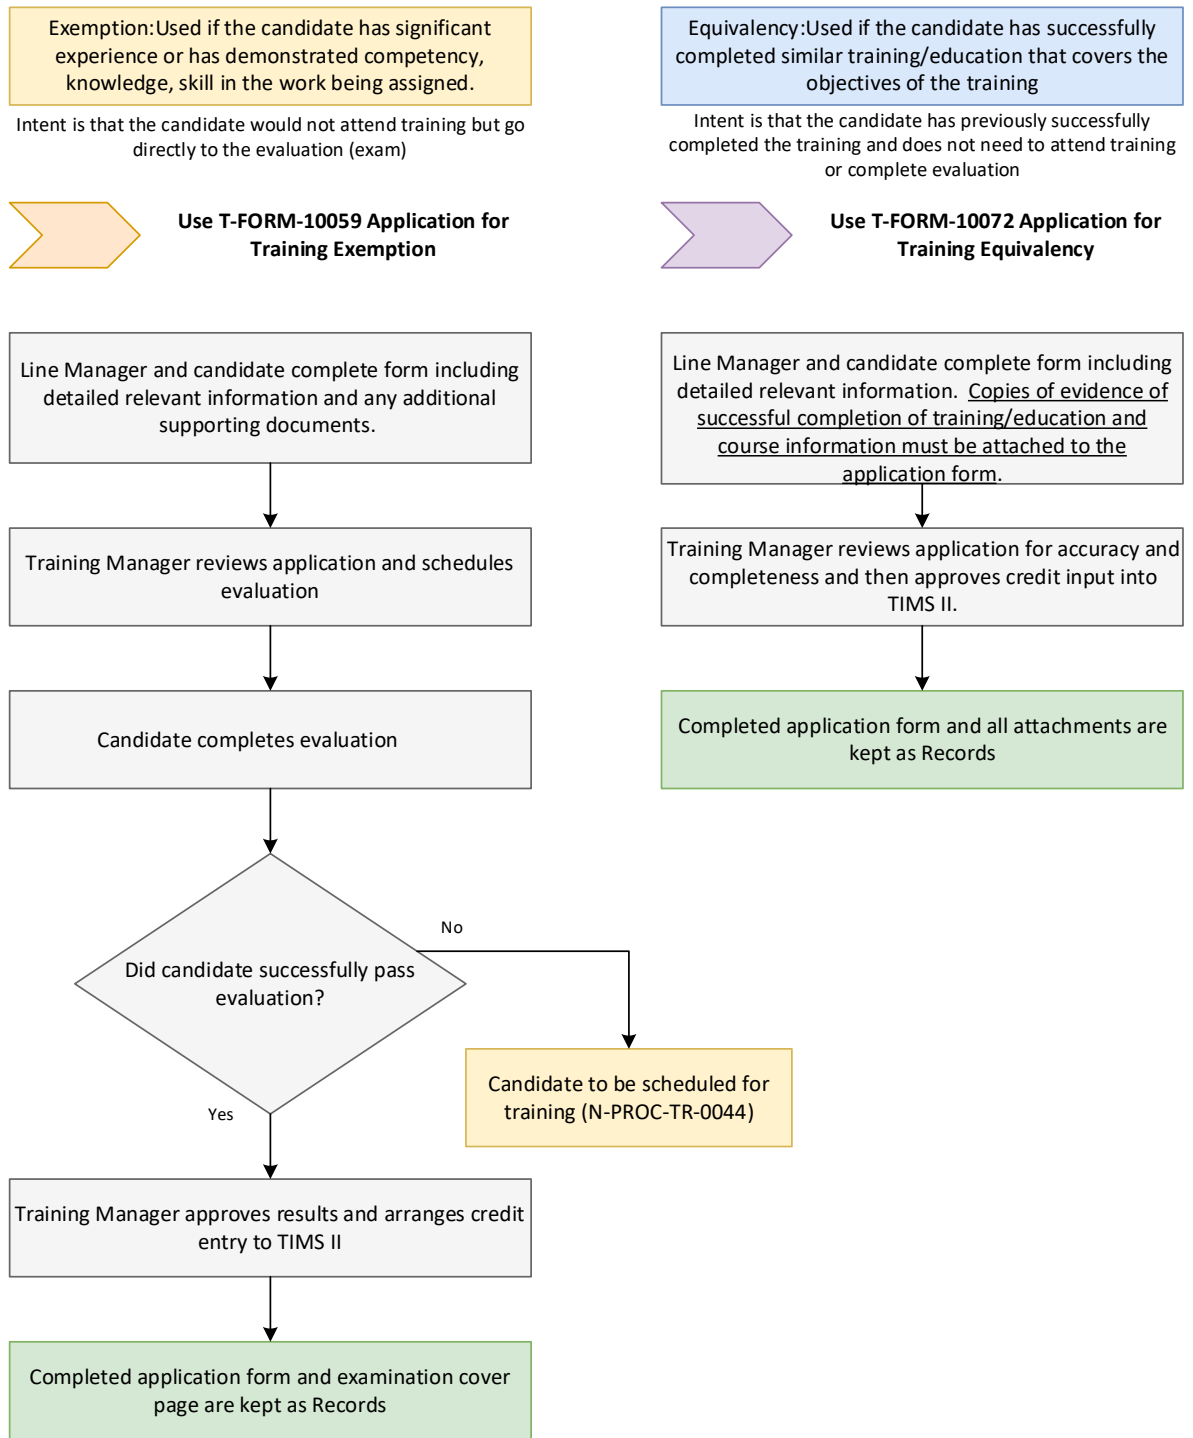 Exemption:Used if the candidate has significant
experience or has demonstrated competency,
knowledge, skill in the work being assigned.
Intent is that the candidate would not attend training but go
directly to the evaluation (exam)
Use T-FORM-10059 Application for
Training Exemption
Line Manager and candidate complete form including
detailed relevant information and any additional
supporting documents.
Training Manager reviews application and schedules
evaluation
Candidate completes evaluation
Did candidate successfully pass
evaluation?
No
Candidate to be scheduled for
training (N-PROC-TR-0044)
Yes
Training Manager approves results and arranges credit
entry to TIMS II
Completed application form and examination cover
page are kept as Records
Equivalency:Used if the candidate has successfully
completed similar training/education that covers the
objectives of the training
Intent is that the candidate has previously successfully
completed the training and does not need to attend training
or complete evaluation
Use T-FORM-10072 Application for
Training Equivalency
Line Manager and candidate complete form including
detailed relevant information.  Copies of evidence of
successful completion of training/education and
course information must be attached to the
application form.
Training Manager reviews application for accuracy and
completeness and then approves credit input into
TIMS II.
Completed application form and all attachments are
kept as Records